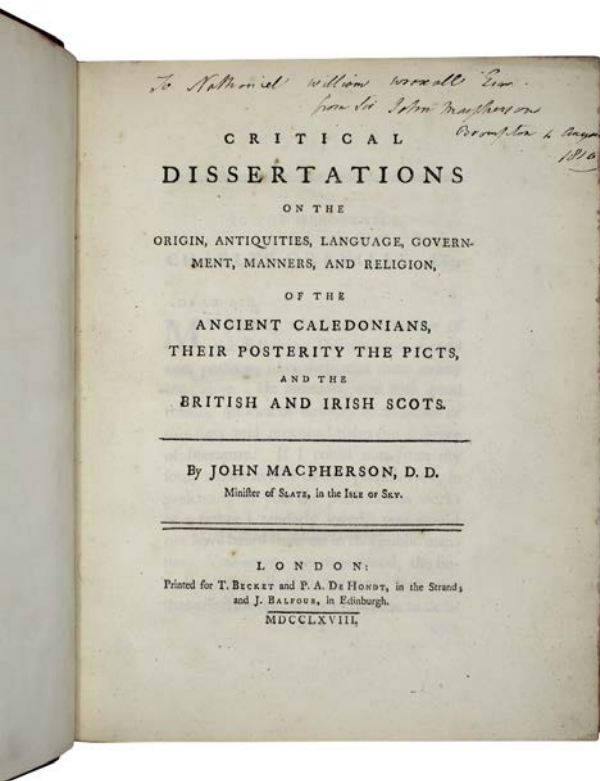 To Nathaniel William Wraxall Esqr.
from Sir John Macpherson
Brompton 4
1816
CRITICAL
DISSERTATIONS
ON THE
ORIGIN, ANTIQUITIES, LANGUAGE, GOVERN-
MENT, MANNERS, AND RELIGION,
OF THE
ANCIENT CALEDONIANS,
THEIR POSTERITY THE PICTS,
AND THE
BRITISH AND IRISH SCOTS.
By JOHN MACPHERSON, D. D.
Miniſter of SLATE, in the ISLE OF SKY.
LONDON:
Printed for T. BECKET and P. A. DE HONDT, in the Strand;
and J. BALFOUR, in Edinburgh.
MDCCLXVIII.